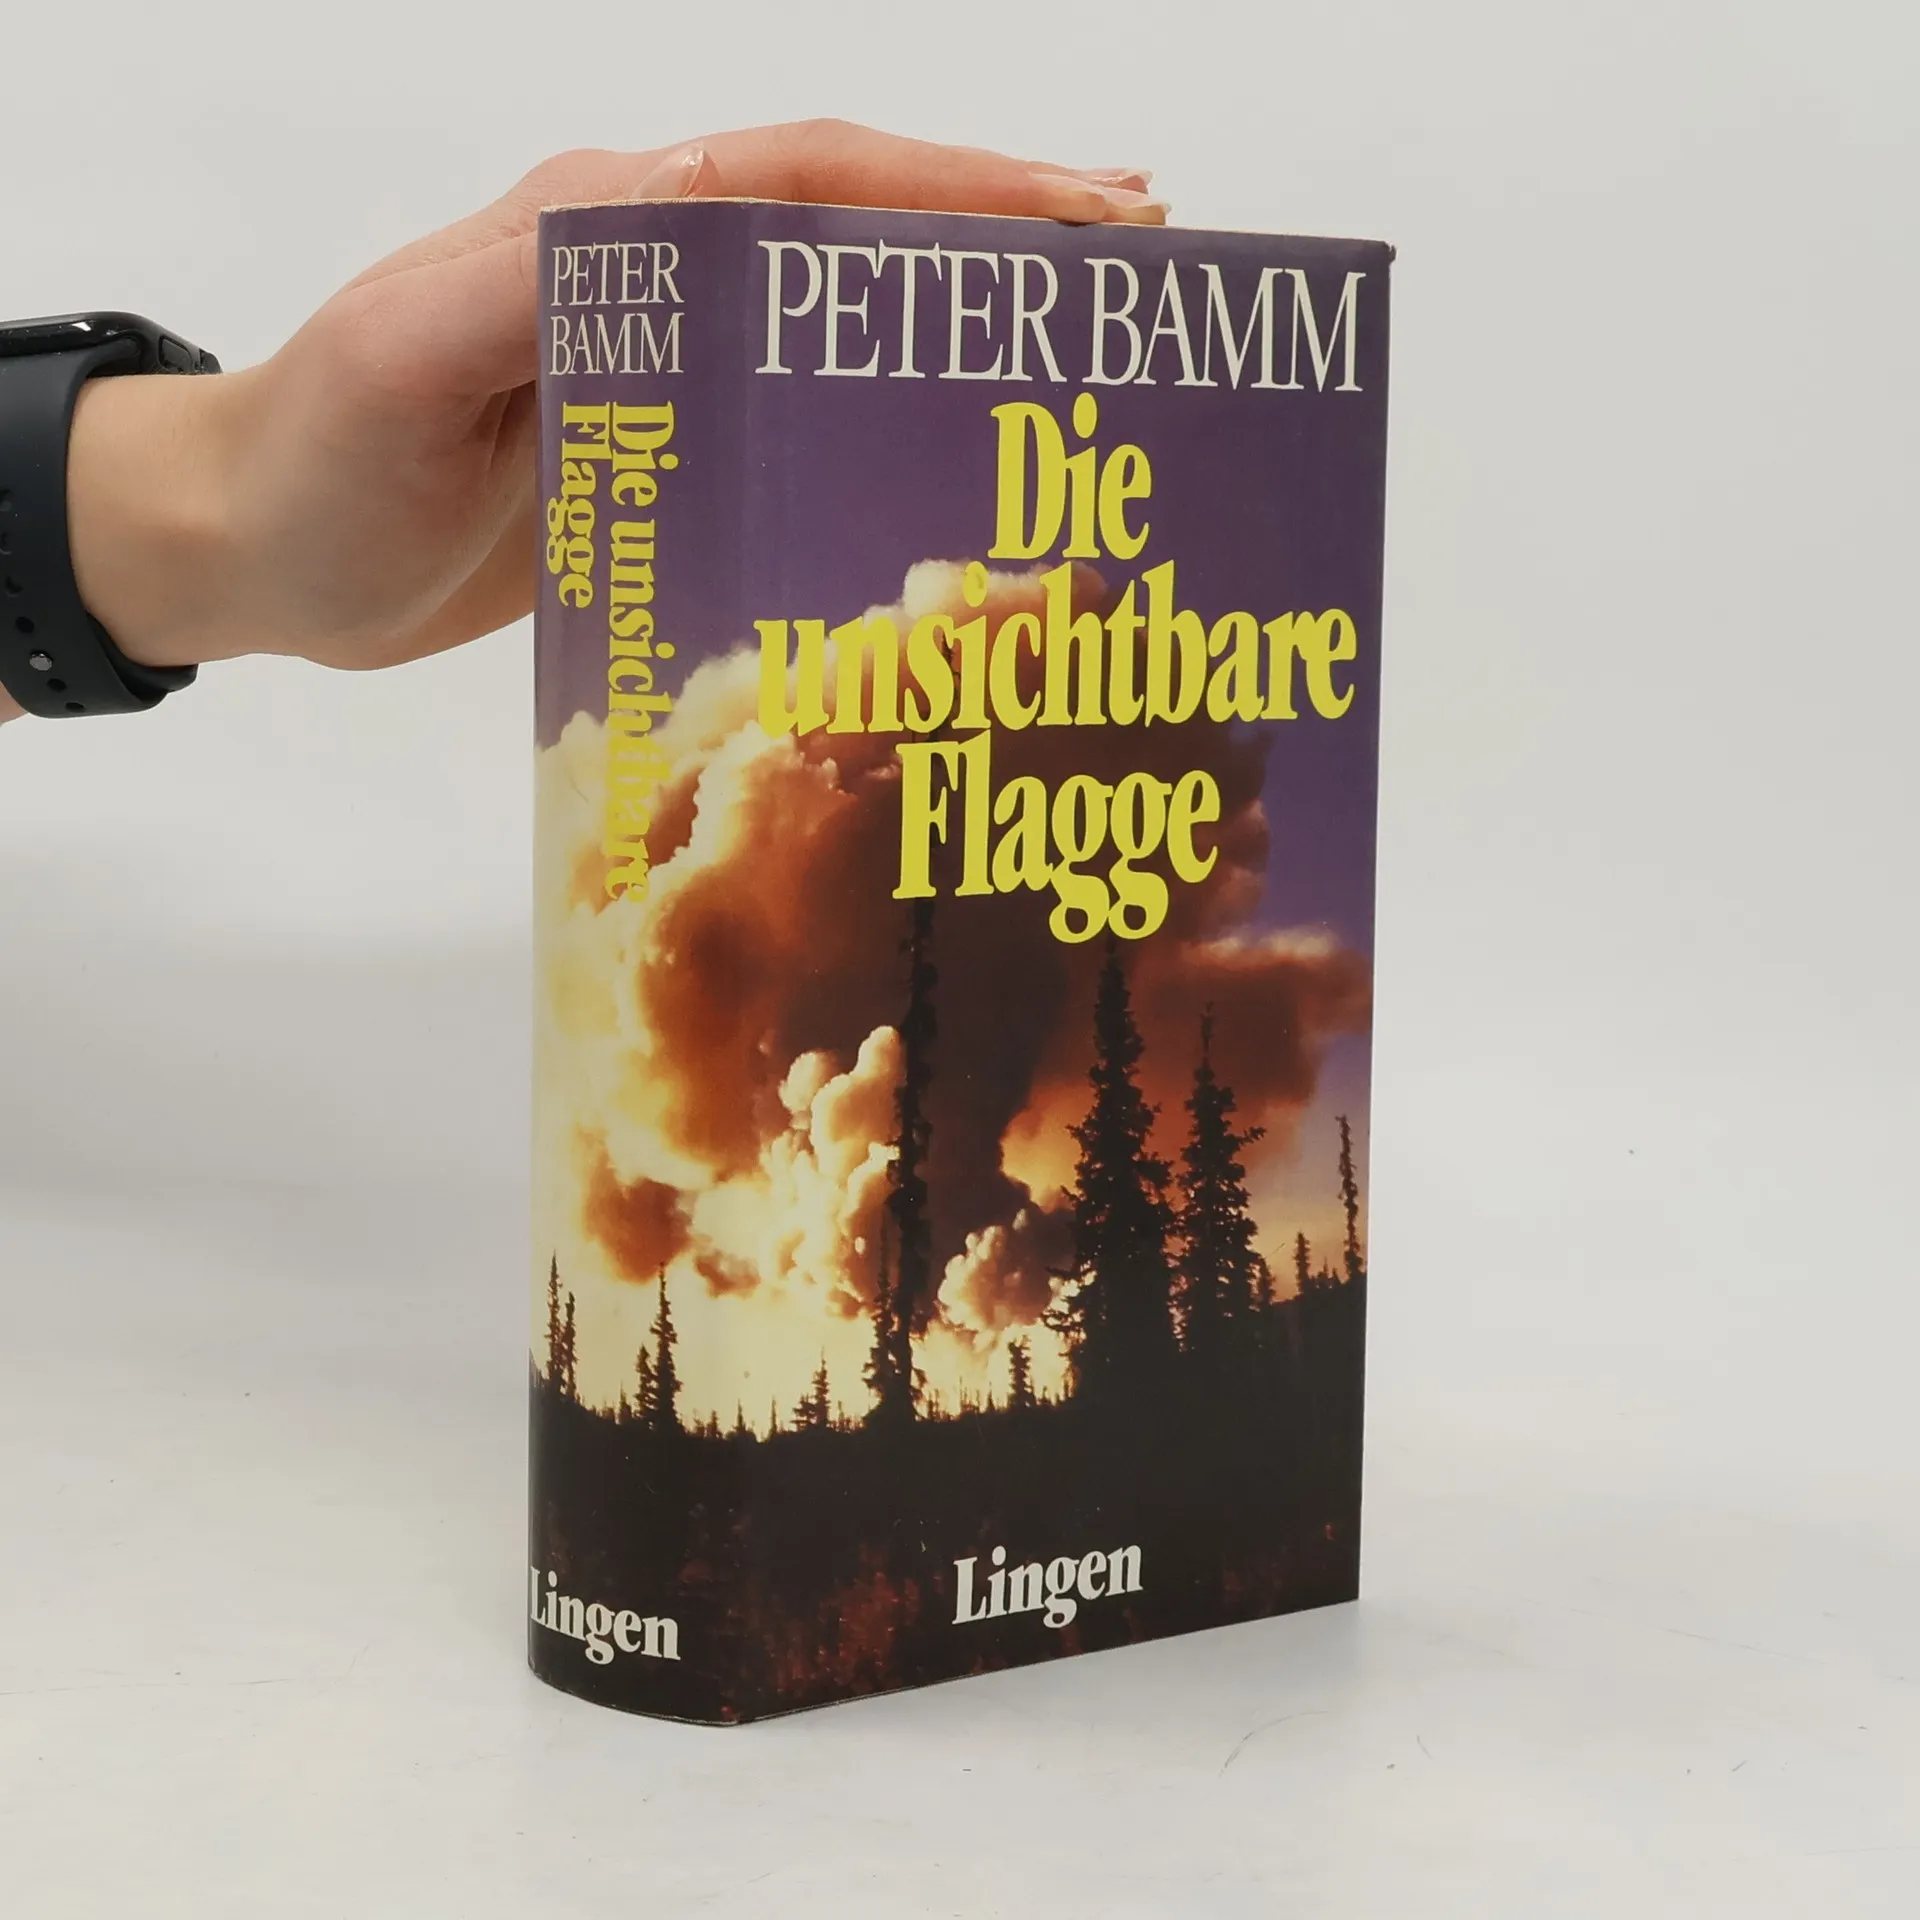 PETER
BAMM
Die unsichtbare
Flagge
Lingen
PETER BAMM
Die
unsichtbare
Flagge
Lingen